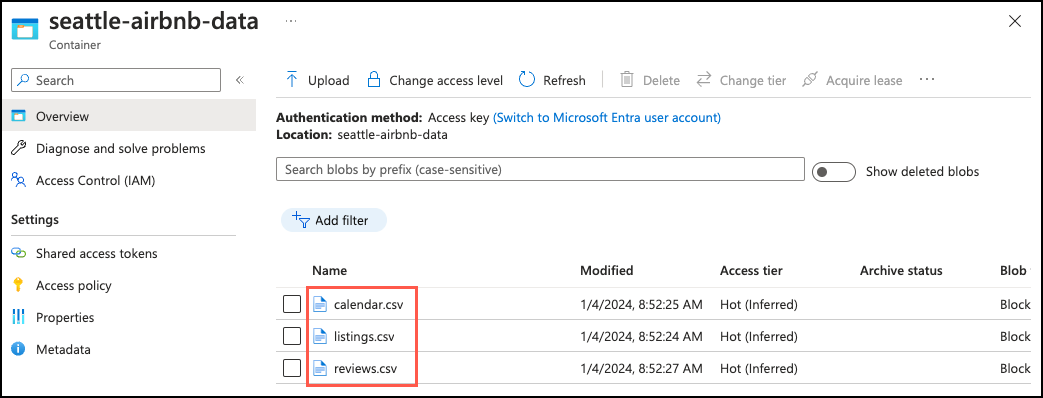 seattle-airbnb-data ...
Container
Search
Overview
Diagnose and solve problems
Access Control (IAM)
Settings
Shared access tokens
Access policy
Properties
Metadata
Upload Change access level Refresh Delete Change tier Acquire lease ...
Authentication method: Access key (Switch to Microsoft Entra user account)
Location: seattle-airbnb-data
Search blobs by prefix (case-sensitive) Show deleted blobs
Add filter
Name Modified Access tier Archive status Blob
calendar.csv 1/4/2024, 8:52:25 AM Hot (Inferred) Block
listings.csv 1/4/2024, 8:52:24 AM Hot (Inferred) Block
reviews.csv 1/4/2024, 8:52:27 AM Hot (Inferred) Block